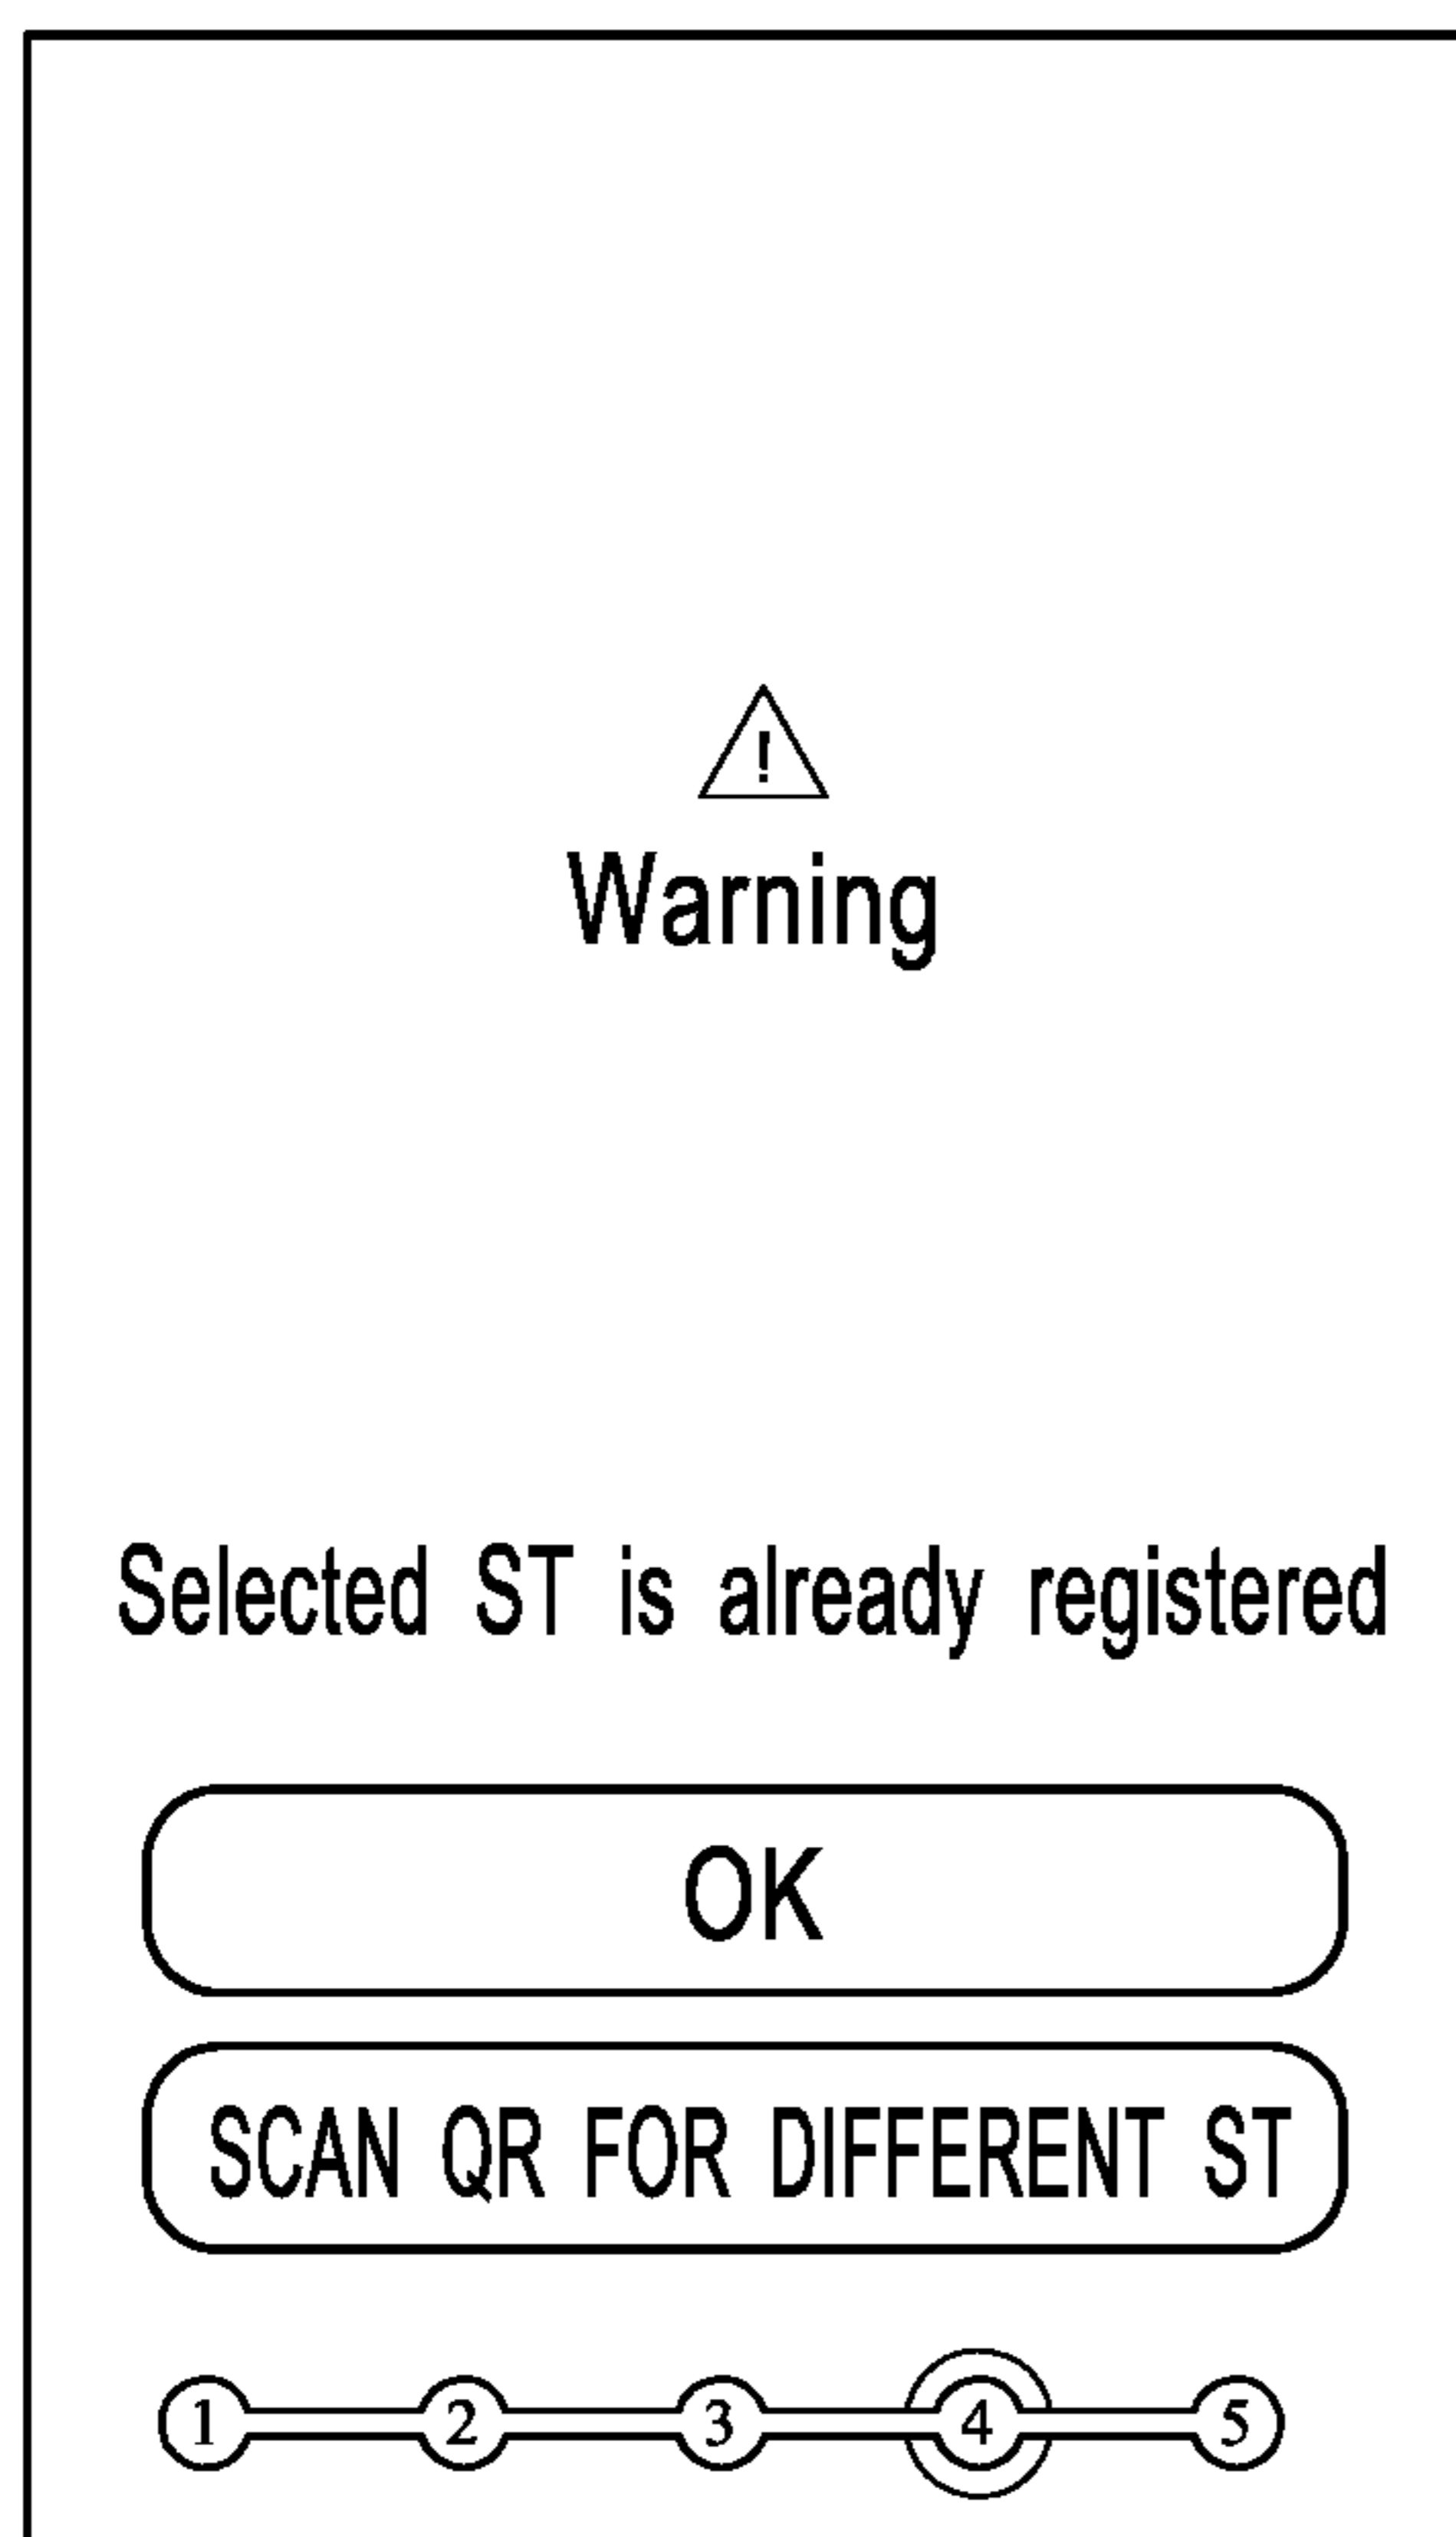 !
Warning
Selected ST is already registered
OK
SCAN QR FOR DIFFERENT ST
1 2 3 4 5